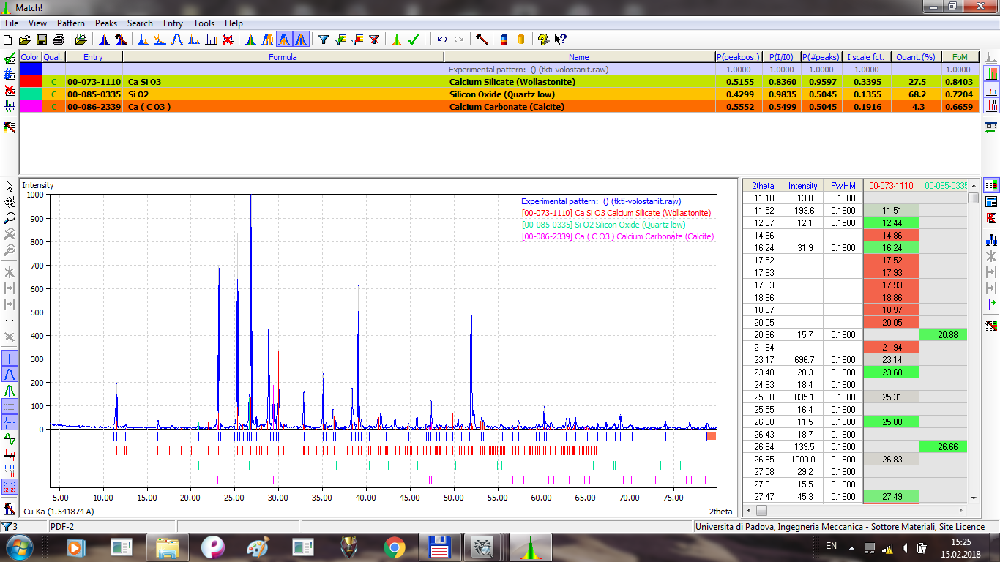 Match!
File View Pattern Peaks Search Entry Tools Help
Color Qual. Entry Formula Name P(peakpos.) P(I/I0) P(#peaks) I scale fct. Quant.(%) FoM
-- Experimental pattern: () (tkti-volostanit.raw) 1.0000 1.0000 1.0000 1.0000 -- 1.0000
C 00-073-1110 Ca Si O3 Calcium Silicate (Wollastonite) 0.5155 0.8360 0.9597 0.3395 27.5 0.8403
C 00-085-0335 Si O2 Silicon Oxide (Quartz low) 0.4299 0.9835 0.5045 0.1355 68.2 0.7204
C 00-086-2339 Ca ( C O3 ) Calcium Carbonate (Calcite) 0.5552 0.5499 0.5045 0.1916 4.3 0.6659
Intensity
1000
900
800
700
600
500
400
300
200
100
0
Experimental pattern: () (tkti-volostanit.raw)
[00-073-1110] Ca Si O3 Calcium Silicate (Wollastonite)
[00-085-0335] Si O2 Silicon Oxide (Quartz low)
[00-086-2339] Ca ( C O3 ) Calcium Carbonate (Calcite)
5.00 10.00 15.00 20.00 25.00 30.00 35.00 40.00 45.00 50.00 55.00 60.00 65.00 70.00 75.00
Cu-Ka (1.541874 A) 2theta
2theta Intensity FWHM 00-073-1110 00-085-0335
11.18 13.8 0.1600
11.52 193.6 0.1600 11.51
12.57 12.1 0.1600 12.44
14.86 14.86
16.24 31.9 0.1600 16.24
17.52 17.52
17.93 17.93
17.93 17.93
18.86 18.86
18.97 18.97
20.05 20.05
20.86 15.7 0.1600 20.88
21.94 21.94
23.17 696.7 0.1600 23.14
23.40 20.3 0.1600 23.60
24.93 18.4 0.1600
25.30 835.1 0.1600 25.31
25.55 16.4 0.1600
26.00 11.5 0.1600 25.88
26.43 18.7 0.1600
26.64 139.5 0.1600 26.66
26.85 1000.0 0.1600 26.83
27.08 29.2 0.1600
27.31 15.5 0.1600
27.47 45.3 0.1600 27.49
3 PDF-2 Universita di Padova, Ingegneria Meccanica - Sottore Materiali, Site Licence
EN 15:25
15.02.2018